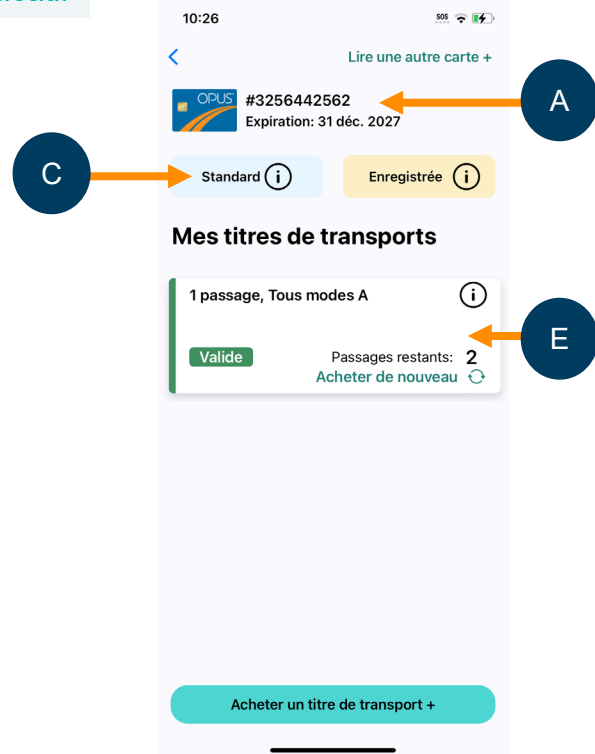 10:26
SOS
Lire une autre carte +
OPUS
#3256442562
Expiration: 31 déc. 2027
A
C
Standard i
Enregistrée i
Mes titres de transports
1 passage, Tous modes A i
E
Valide
Passages restants: 2
Acheter de nouveau
Acheter un titre de transport +